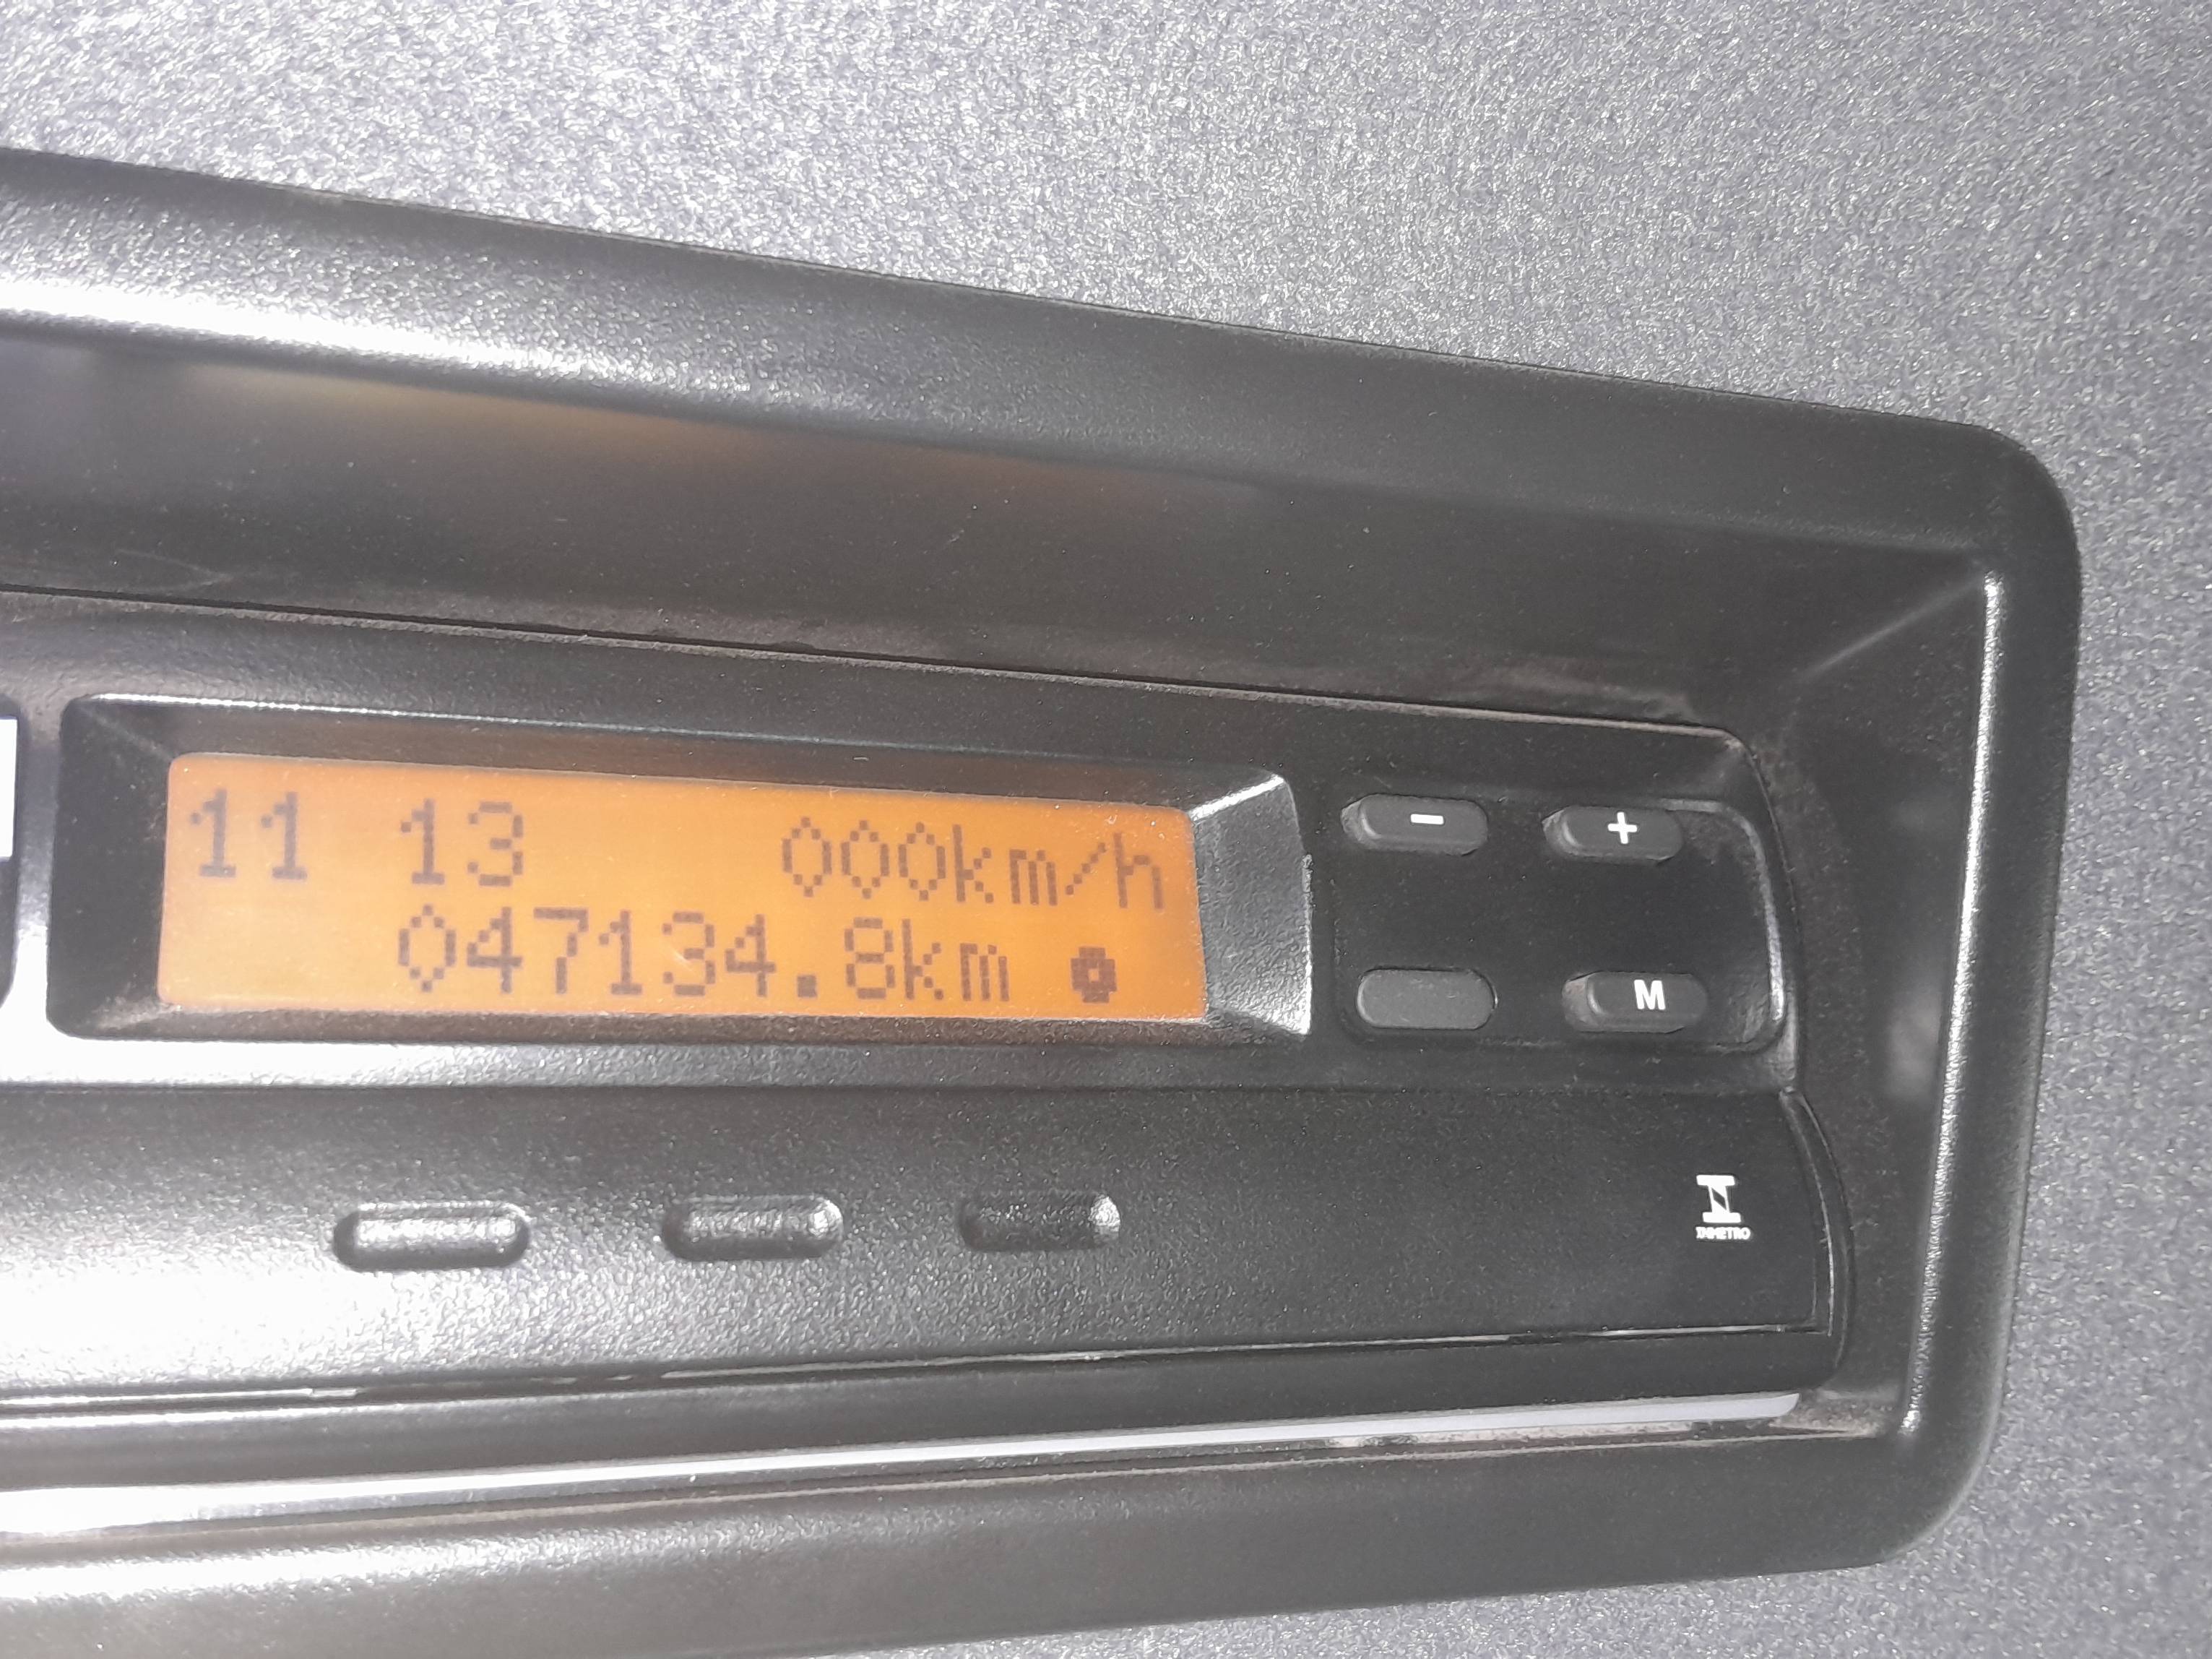 11 13 000km/h
047134.8km
- +
M
INMETRO